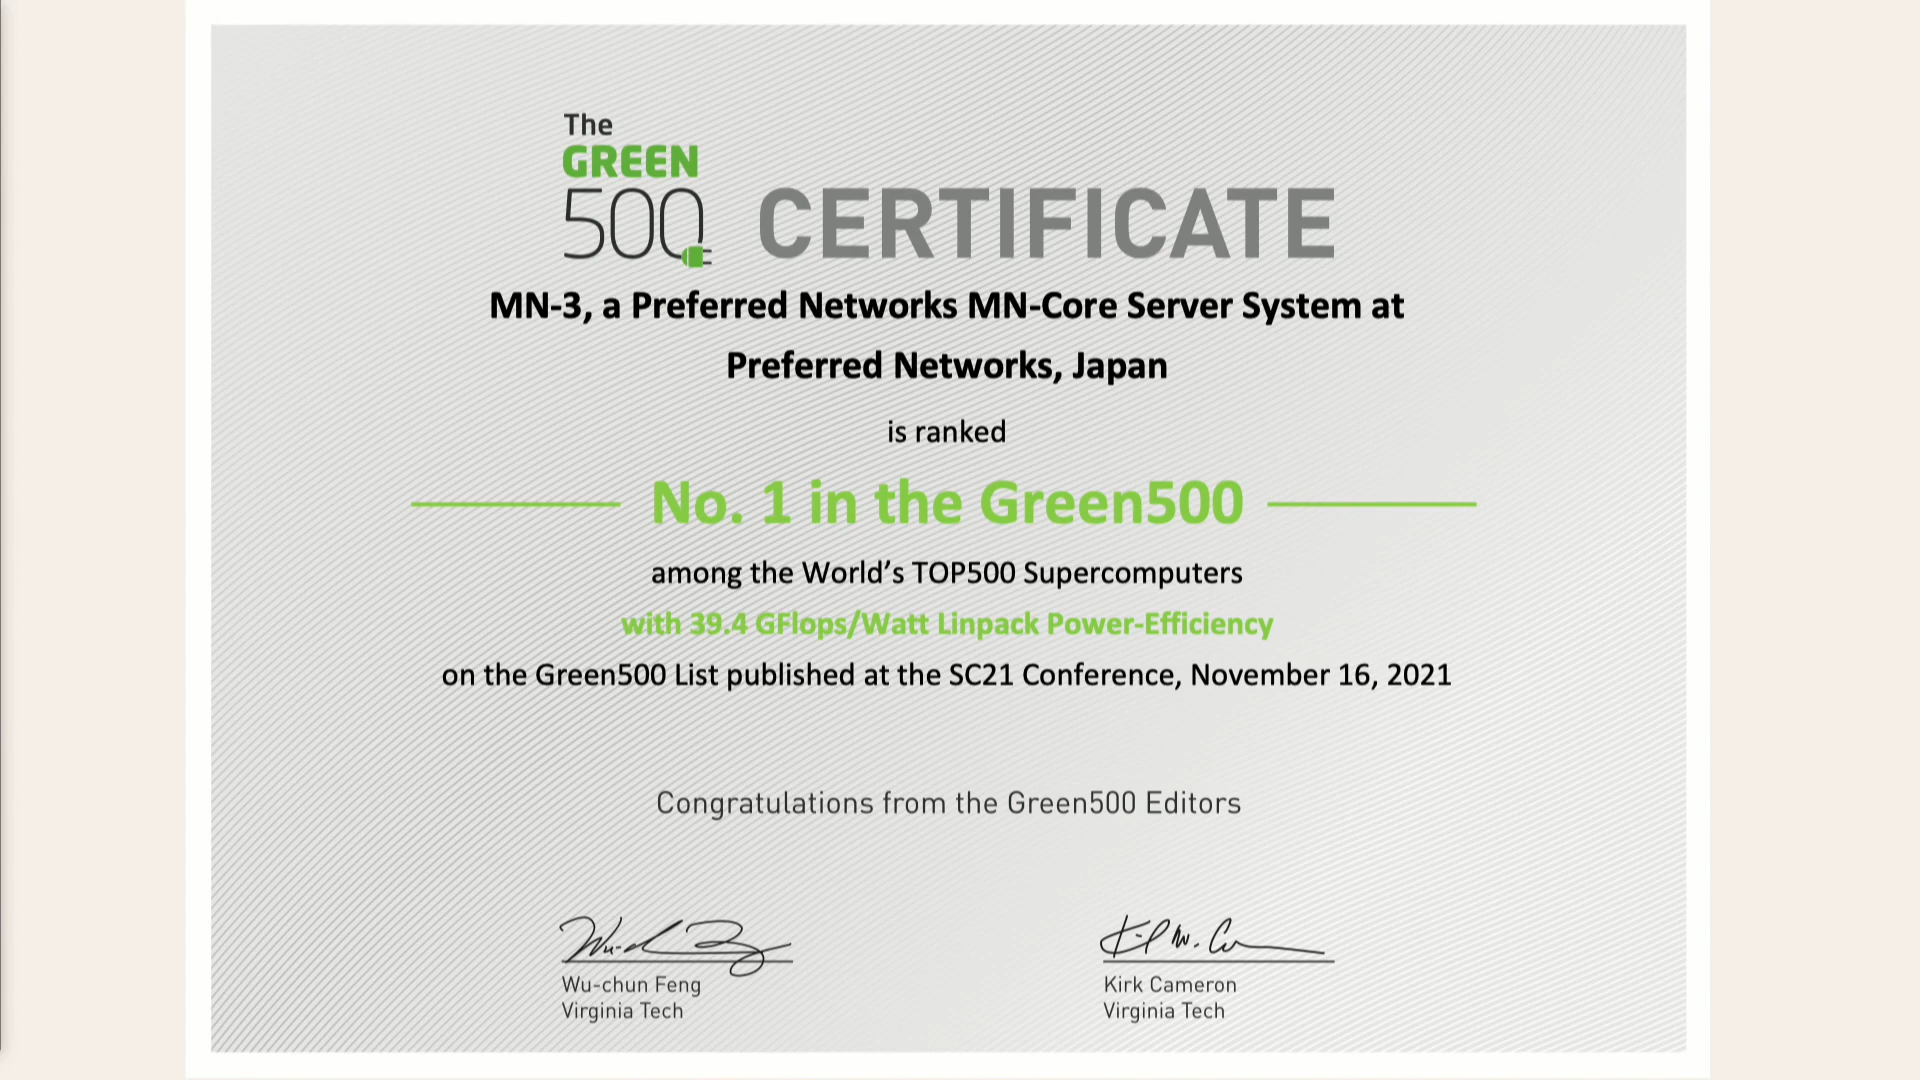 The
GREEN
500 CERTIFICATE
MN-3, a Preferred Networks MN-Core Server System at
Preferred Networks, Japan
is ranked
No. 1 in the Green500
among the World’s TOP500 Supercomputers
with 39.4 GFlops/Watt Linpack Power-Efficiency
on the Green500 List published at the SC21 Conference, November 16, 2021
Congratulations from the Green500 Editors
Wu-chun Feng
Virginia Tech
Kirk Cameron
Virginia Tech